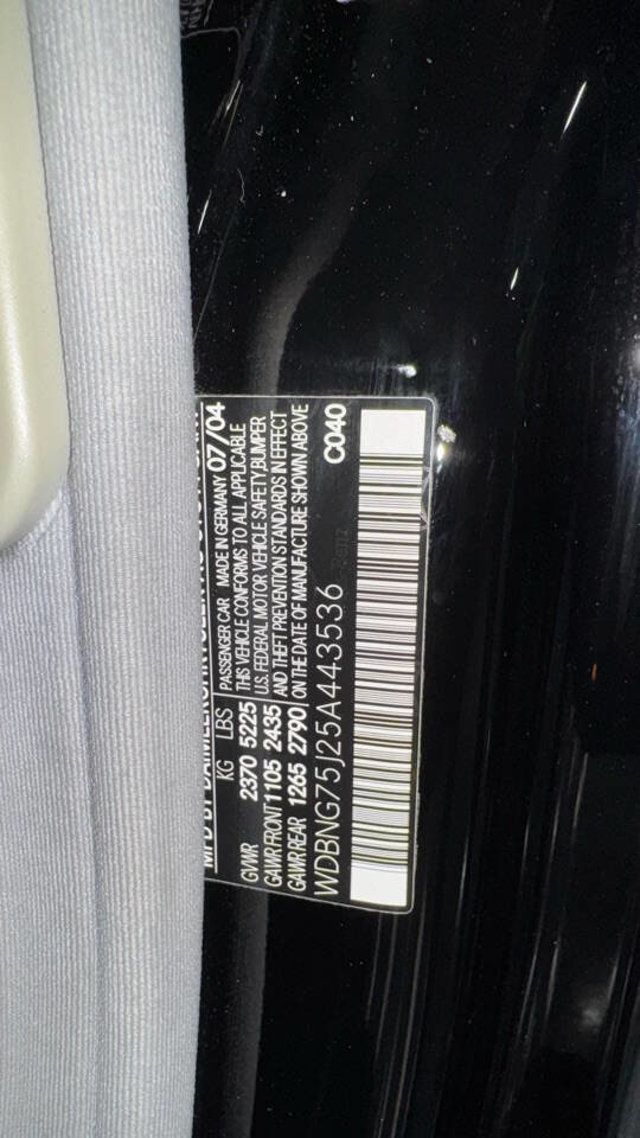 MFD BY DAIMLERCHRYSLER AG
KG LBS
GVWR 2370 5225
GAWR FRONT 1105 2435
GAWR REAR 1265 2790
PASSENGER CAR MADE IN GERMANY 07/04
THIS VEHICLE CONFORMS TO ALL APPLICABLE
U.S. FEDERAL MOTOR VEHICLE SAFETY, BUMPER
AND THEFT PREVENTION STANDARDS IN EFFECT
ON THE DATE OF MANUFACTURE SHOWN ABOVE
WDBNG75J25A443536
C040